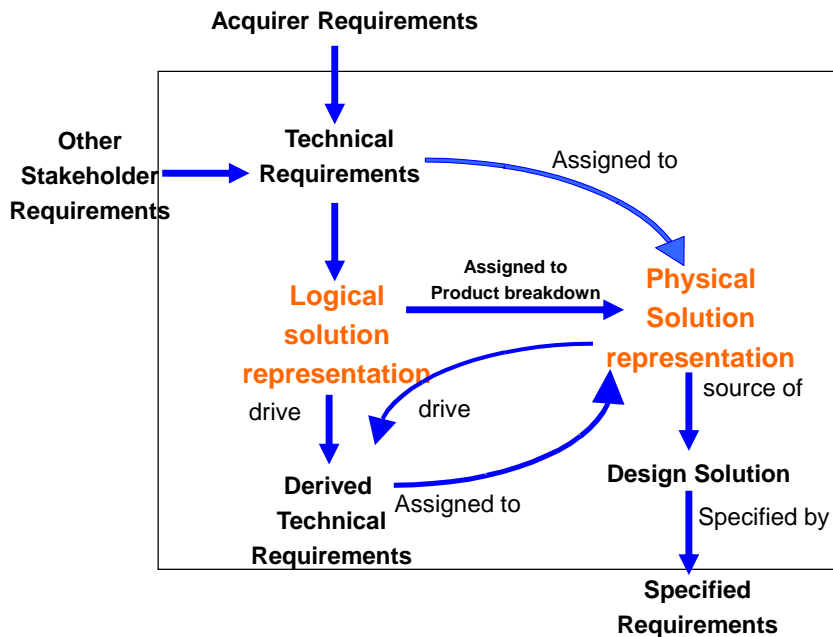 Acquirer Requirements
Other
Stakeholder
Requirements
Technical
Requirements
Assigned to
Assigned to
Product breakdown
Logical
solution
representation
Physical
Solution
representation
drive
drive
source of
Derived
Technical
Requirements
Assigned to
Design Solution
Specified by
Specified
Requirements